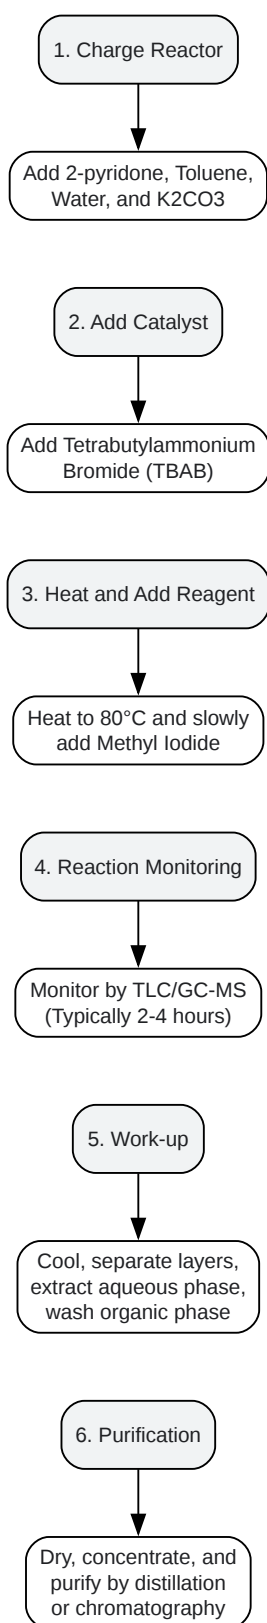 1. Charge Reactor
Add 2-pyridone, Toluene,
Water, and K2CO3
2. Add Catalyst
Add Tetrabutylammonium
Bromide (TBAB)
3. Heat and Add Reagent
Heat to 80°C and slowly
add Methyl Iodide
4. Reaction Monitoring
Monitor by TLC/GC-MS
(Typically 2-4 hours)
5. Work-up
Cool, separate layers,
extract aqueous phase,
wash organic phase
6. Purification
Dry, concentrate, and
purify by distillation
or chromatography